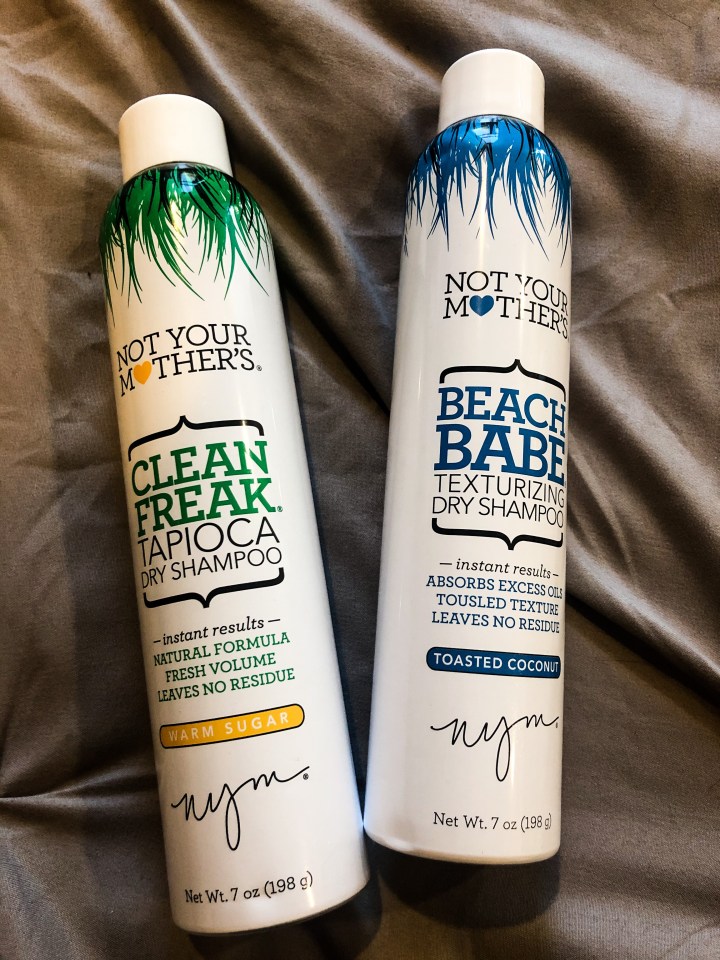 NOT YOUR
MOTHER'S®
CLEAN
FREAK®
TAPIOCA
DRY SHAMPOO
—instant results—
NATURAL FORMULA
FRESH VOLUME
LEAVES NO RESIDUE
WARM SUGAR
nym®
Net Wt. 7 oz (198 g)
NOT YOUR
MOTHER'S
BEACH
BABE
TEXTURIZING
DRY SHAMPOO
—instant results—
ABSORBS EXCESS OILS
TOUSLED TEXTURE
LEAVES NO RESIDUE
TOASTED COCONUT
nym®
Net Wt. 7 oz (198 g)